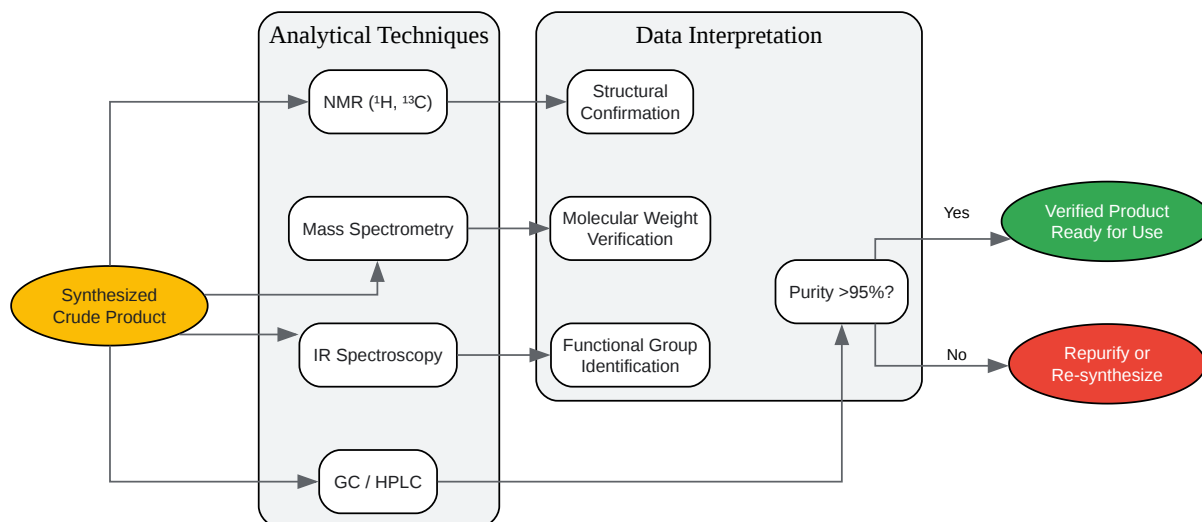 Analytical Techniques
Data Interpretation
NMR (¹H, ¹³C)
Structural
Confirmation
Mass Spectrometry
Molecular Weight
Verification
Yes
Verified Product
Ready for Use
Synthesized
Crude Product
Purity >95%?
IR Spectroscopy
Functional Group
Identification
No
Repurify or
Re-synthesize
GC / HPLC